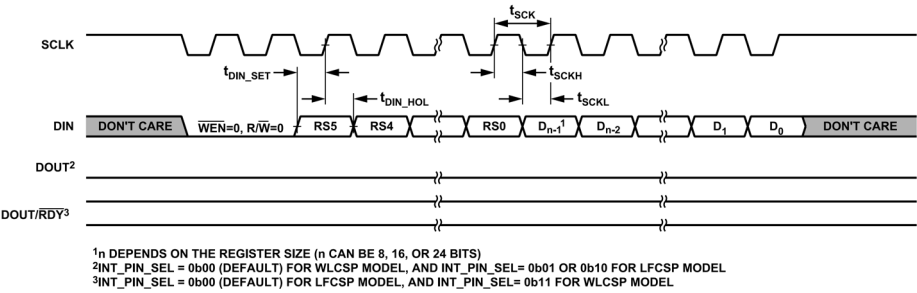 tSCK
SCLK
tDIN_SET
tSCKH
tDIN_HOL
tSCKL
DIN DON'T CARE WEN=0, R/W=0 RS5 RS4 RS0 Dn-1¹ Dn-2 D1 D0 DON'T CARE
DOUT²
DOUT/RDY³
¹n DEPENDS ON THE REGISTER SIZE (n CAN BE 8, 16, OR 24 BITS)
²INT_PIN_SEL = 0b00 (DEFAULT) FOR WLCSP MODEL, AND INT_PIN_SEL= 0b01 OR 0b10 FOR LFCSP MODEL
³INT_PIN_SEL = 0b00 (DEFAULT) FOR LFCSP MODEL, AND INT_PIN_SEL= 0b11 FOR WLCSP MODEL